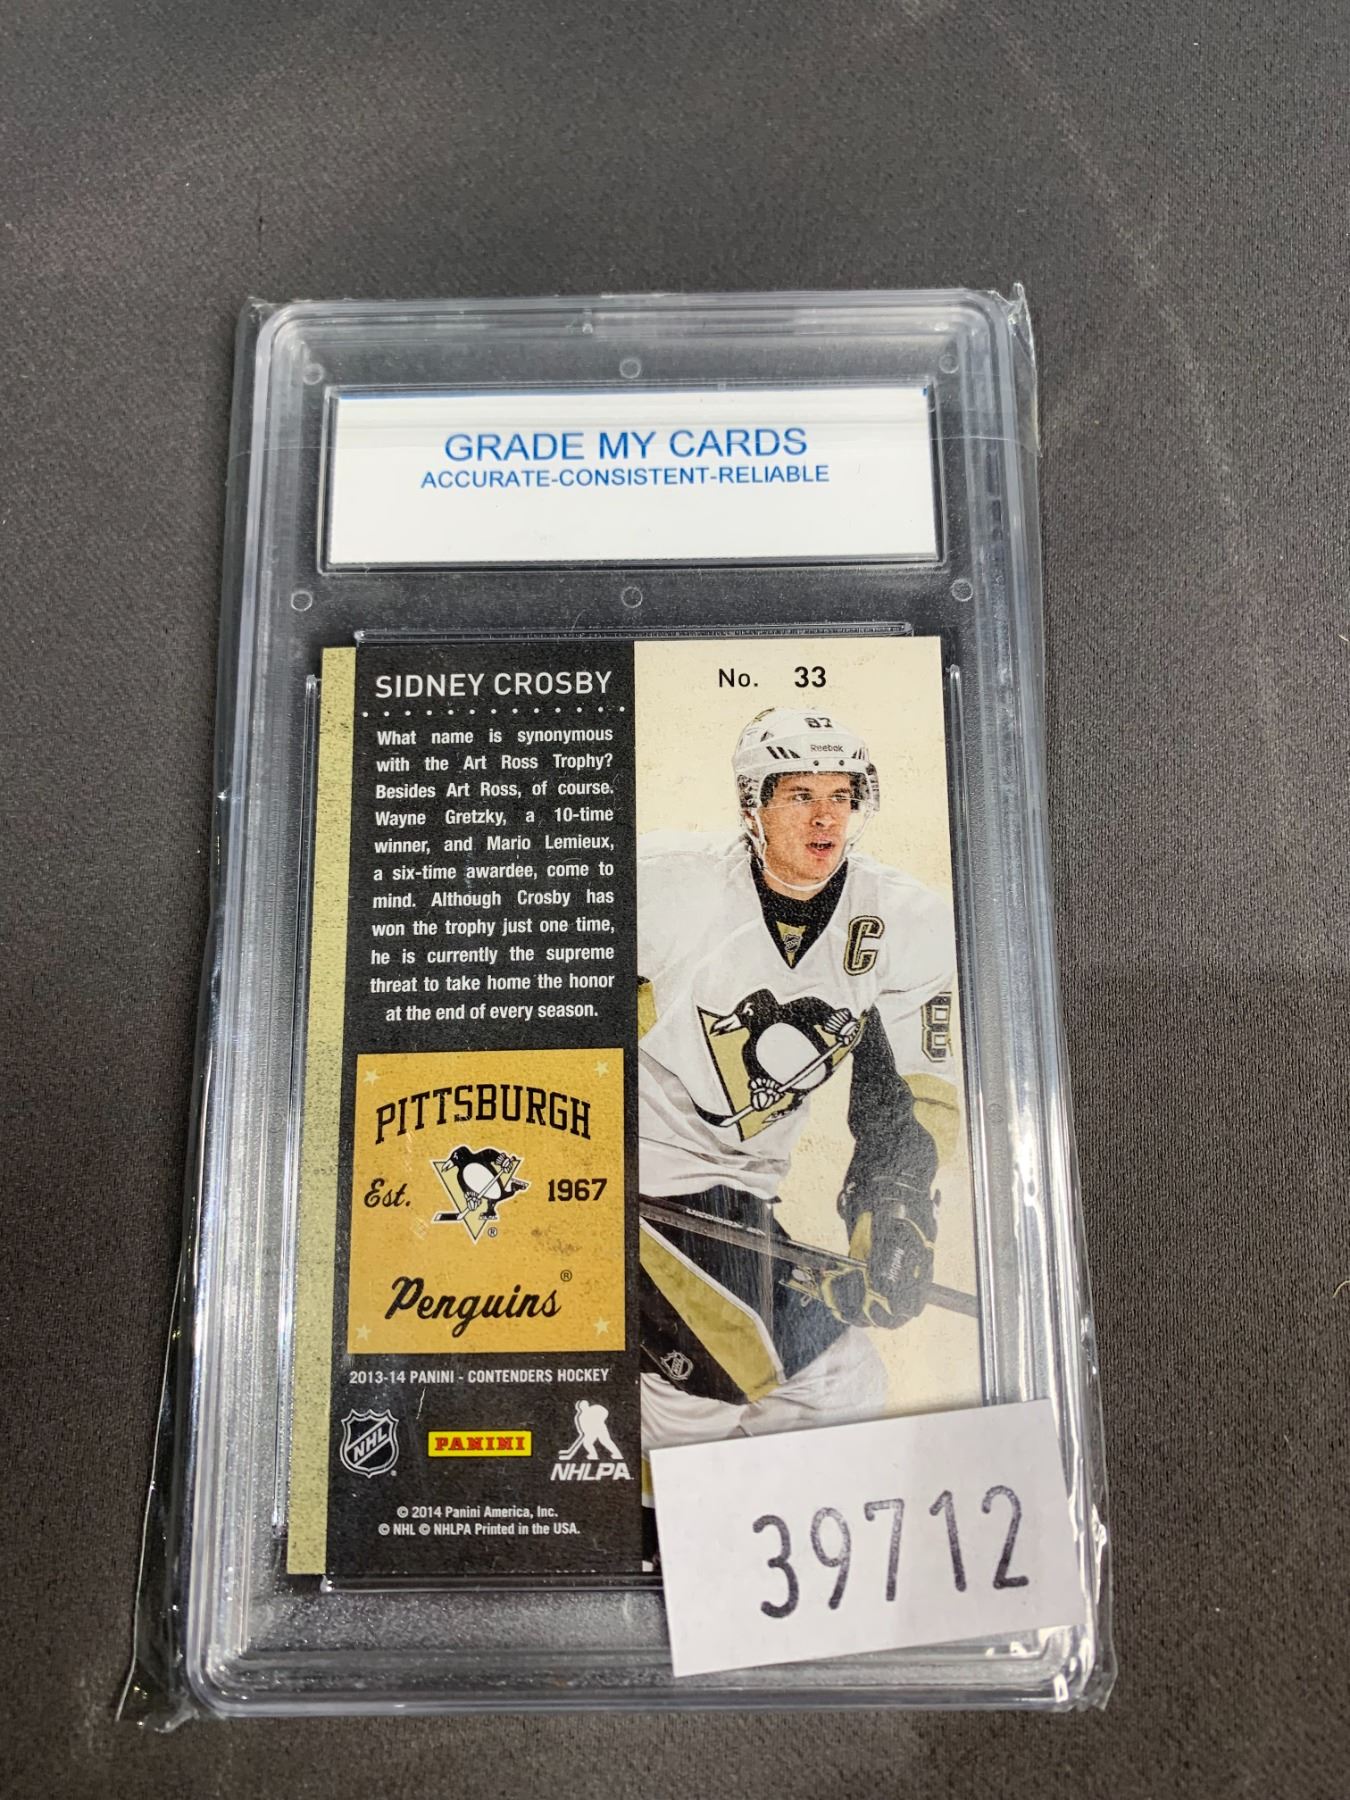 GRADE MY CARDS
ACCURATE-CONSISTENT-RELIABLE
SIDNEY CROSBY
What name is synonymous
with the Art Ross Trophy?
Besides Art Ross, of course.
Wayne Gretzky, a 10-time
winner, and Mario Lemieux,
a six-time awardee, come to
mind. Although Crosby has
won the trophy just one time,
he is currently the supreme
threat to take home the honor
at the end of every season.
PITTSBURGH
Est. 1967
®
Penguins®
2013-14 PANINI - CONTENDERS HOCKEY
NHL
PANINI
NHLPA
© 2014 Panini America, Inc.
© NHL © NHLPA Printed in the USA.
No. 33
87
Reebok
C
8
39712